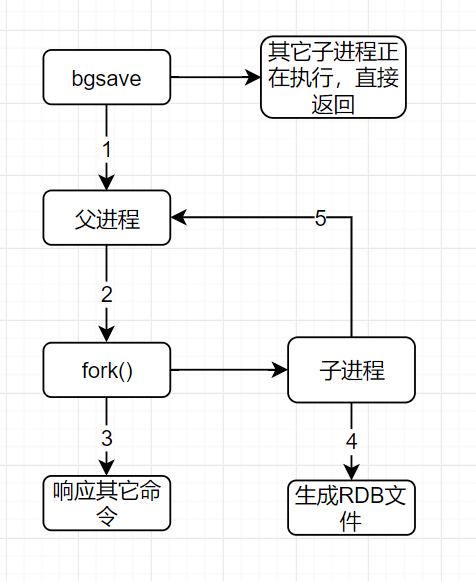 bgsave
其它子进程正
在执行，直接
返回
1
父进程
5
2
fork()
子进程
3
4
响应其它命
令
生成RDB文
件